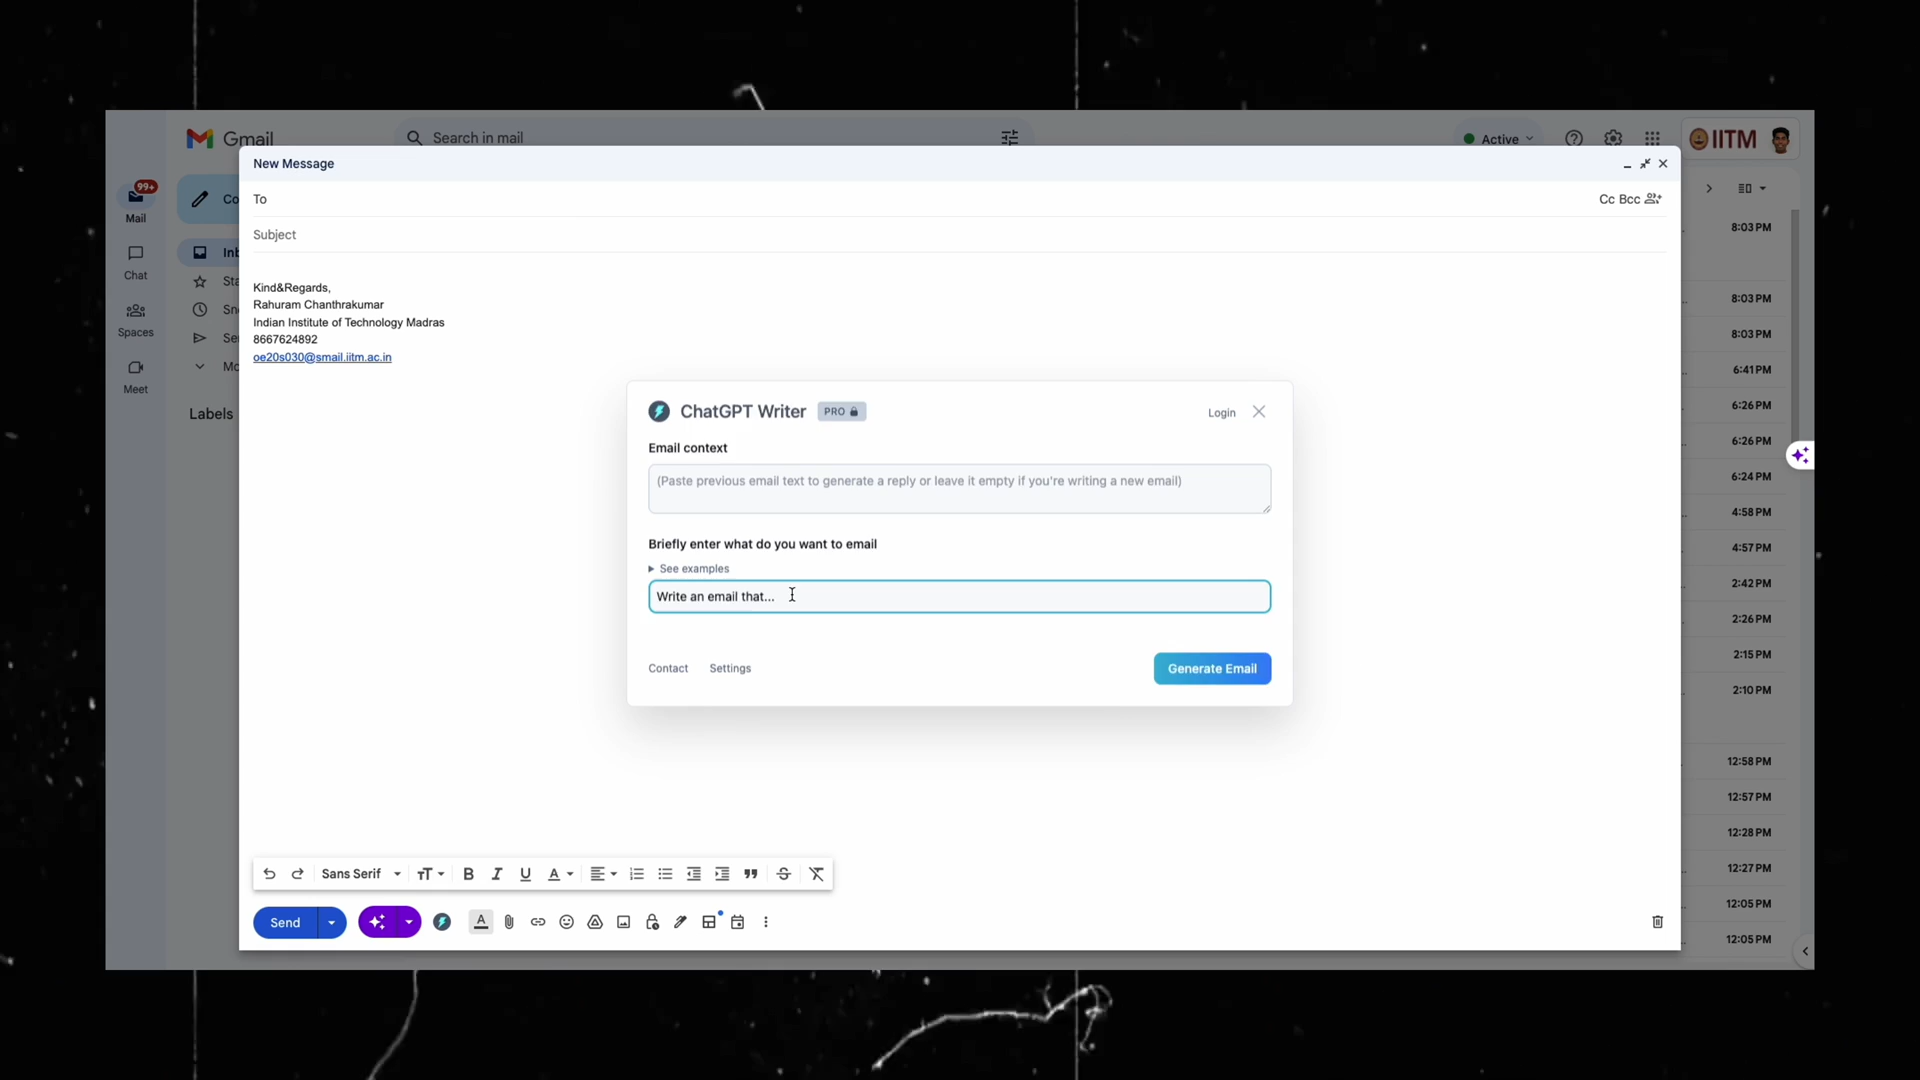 Gmail
Search in mail
Active
IITM
New Message
99+
Mail
Co
To
Cc Bcc
8:03 PM
Subject
Inb
Chat
Sta
Kind&Regards,
8:03 PM
Rahuram Chanthrakumar
Sno
Indian Institute of Technology Madras
Spaces
8667624892
Sen
8:03 PM
oe20s030@smail.iitm.ac.in
Mo
6:41 PM
Meet
Labels
ChatGPT Writer
PRO
Login
6:26 PM
Email context
6:26 PM
(Paste previous email text to generate a reply or leave it empty if you're writing a new email)
6:24 PM
4:58 PM
Briefly enter what do you want to email
4:57 PM
See examples
2:42 PM
Write an email that...
2:26 PM
2:15 PM
Contact
Settings
Generate Email
2:10 PM
12:58 PM
12:57 PM
12:28 PM
Sans Serif
12:27 PM
12:05 PM
Send
12:05 PM